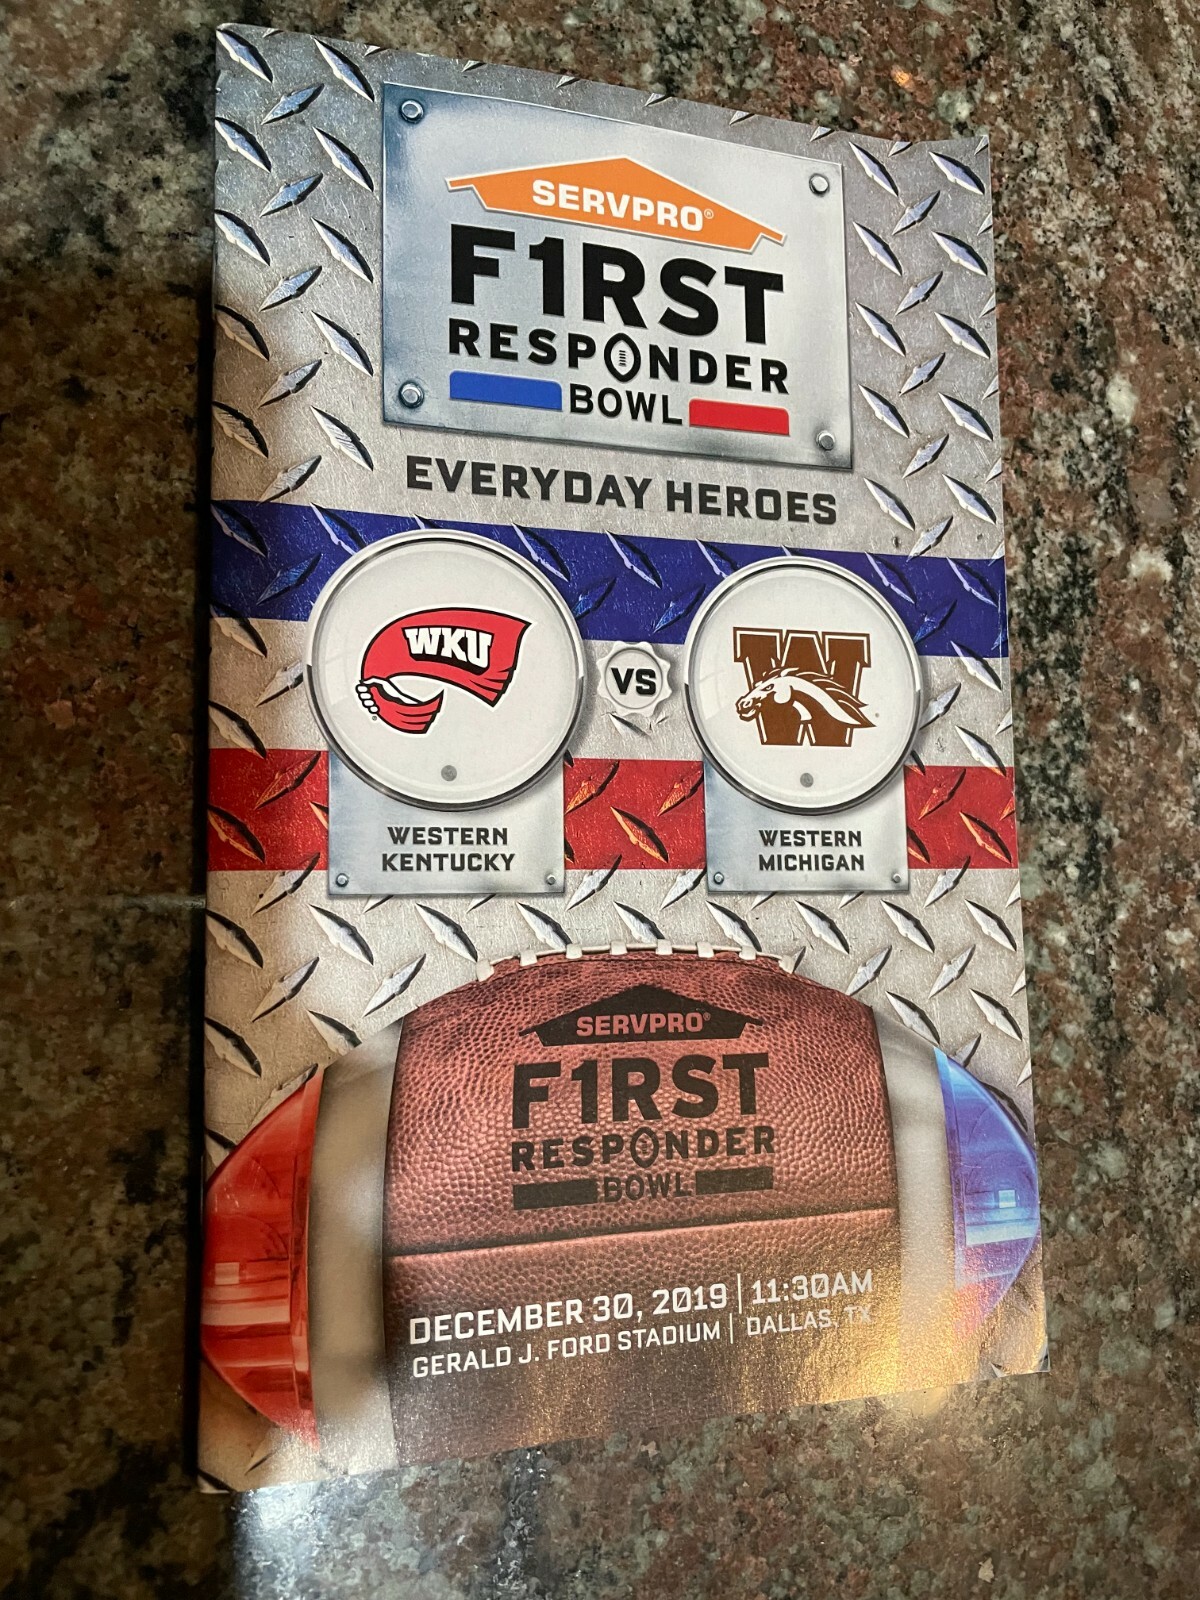 SERVPRO®
F1RST
RESPONDER
BOWL
EVERYDAY HEROES
WKU
VS
W
WESTERN
KENTUCKY
WESTERN
MICHIGAN
SERVPRO®
F1RST
RESPONDER
BOWL
DECEMBER 30, 2019 | 11:30AM
GERALD J. FORD STADIUM | DALLAS, TX